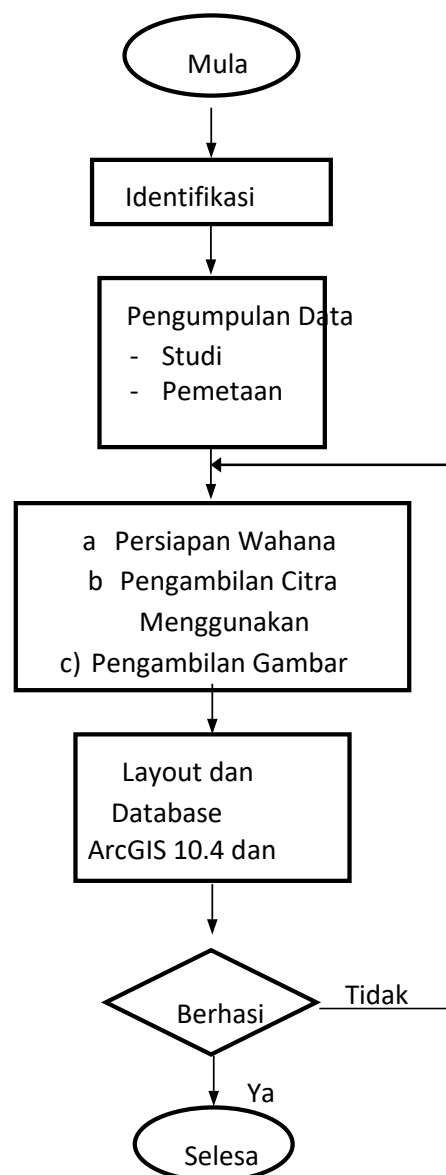 Mula
Identifikasi
Pengumpulan Data
- Studi
- Pemetaan
a Persiapan Wahana
b Pengambilan Citra
Menggunakan
c) Pengambilan Gambar
Layout dan
Database
ArcGIS 10.4 dan
Berhasi
Tidak
Ya
Selesa